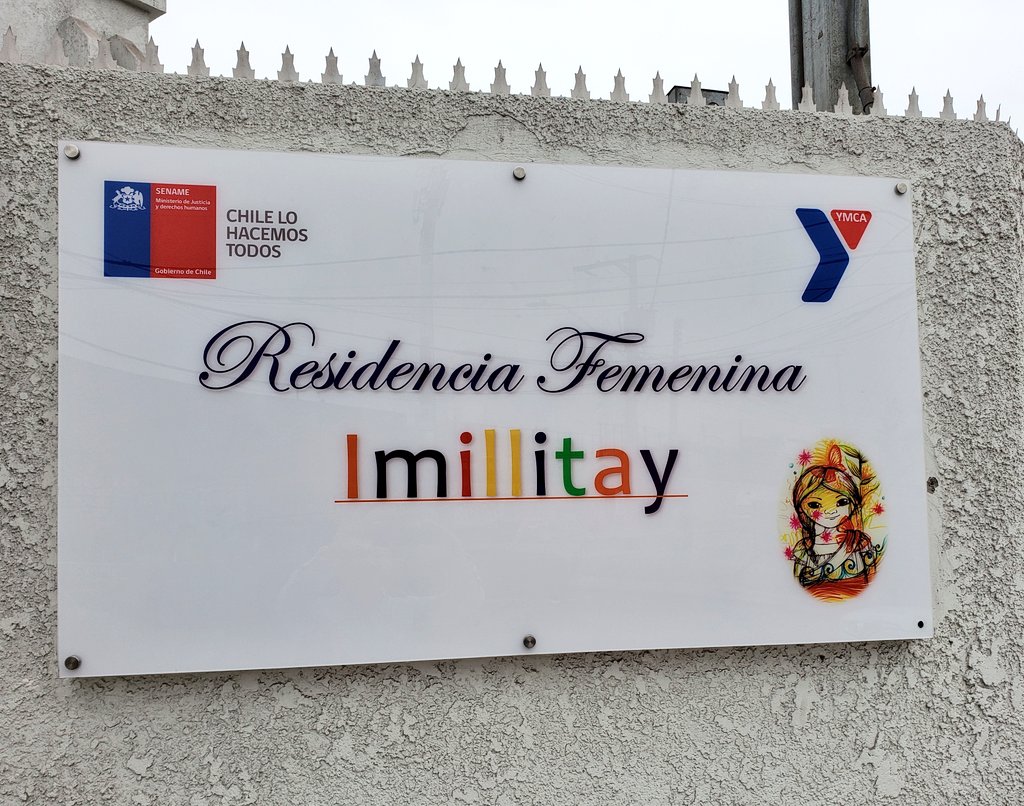 SENAME
Ministerio de Justicia
y derechos humanos
Gobierno de Chile
CHILE LO
HACEMOS
TODOS
YMCA
Residencia Femenina
Imillitay